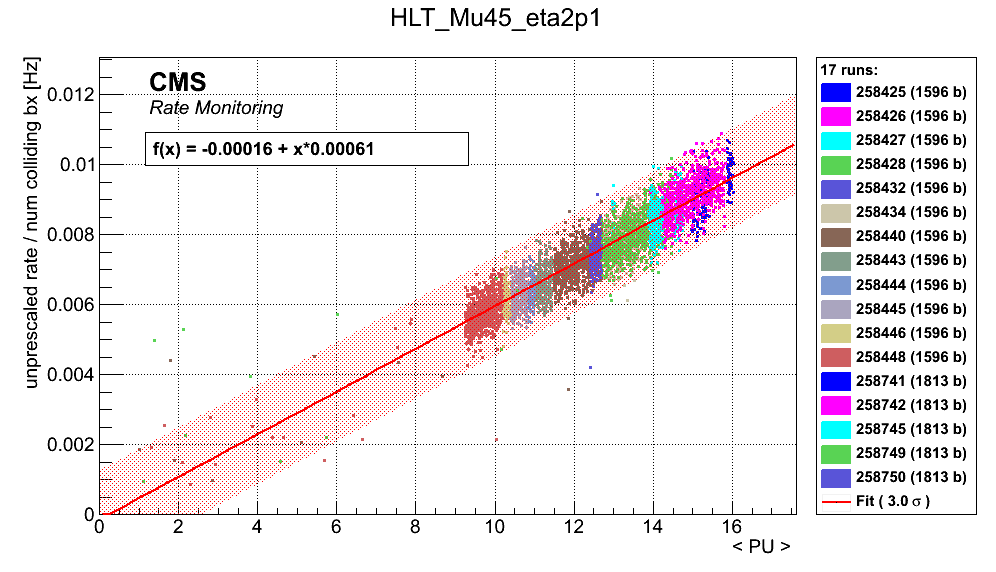 HLT_Mu45_eta2p1
unprescaled rate / num colliding bx [Hz]
CMS
Rate Monitoring
f(x) = -0.00016 + x*0.00061
0.012
0.01
0.008
0.006
0.004
0.002
0
0 2 4 6 8 10 12 14 16
< PU >
17 runs:
258425 (1596 b)
258426 (1596 b)
258427 (1596 b)
258428 (1596 b)
258432 (1596 b)
258434 (1596 b)
258440 (1596 b)
258443 (1596 b)
258444 (1596 b)
258445 (1596 b)
258446 (1596 b)
258448 (1596 b)
258741 (1813 b)
258742 (1813 b)
258745 (1813 b)
258749 (1813 b)
258750 (1813 b)
Fit ( 3.0 σ )